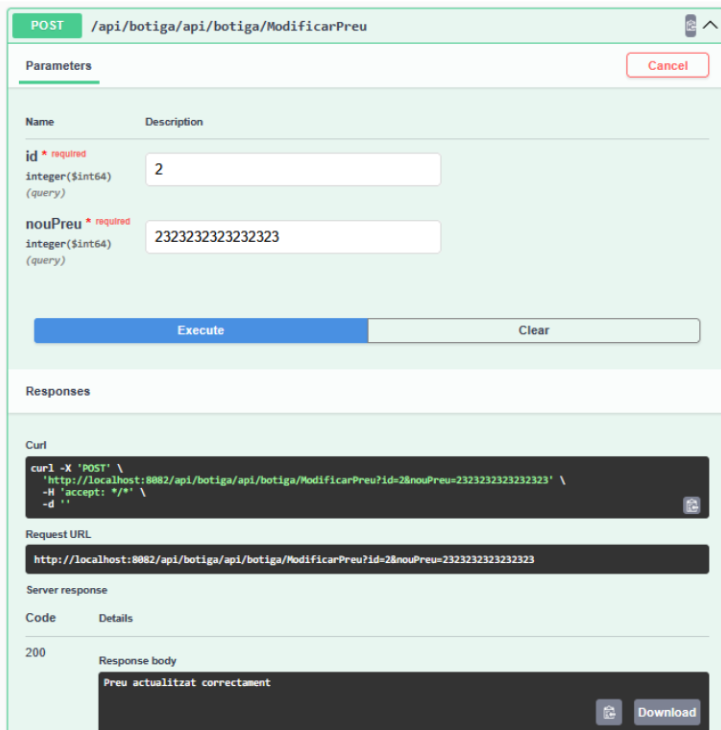 POST /api/botiga/api/botiga/ModificarPreu
Parameters
Cancel
Name Description
id * required
integer($int64)
(query)
2
nouPreu * required
integer($int64)
(query)
2323232323232323
Execute Clear
Responses
Curl
curl -X 'POST' \
'http://localhost:8082/api/botiga/api/botiga/ModificarPreu?id=2&nouPreu=2323232323232323' \
-H 'accept: */*' \
-d ''
Request URL
http://localhost:8082/api/botiga/api/botiga/ModificarPreu?id=2&nouPreu=2323232323232323
Server response
Code Details
200
Response body
Preu actualitzat correctament
Download